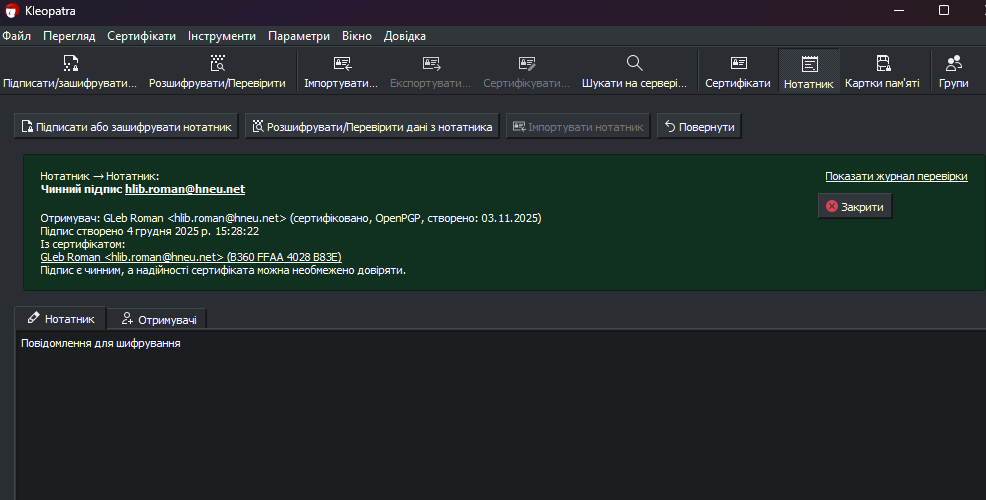 Kleopatra
Файл Перегляд Сертифікати Інструменти Параметри Вікно Довідка
Підписати/зашифрувати... Розшифрувати/Перевірити Імпортувати... Експортувати... Сертифікувати... Шукати на сервері... Сертифікати Нотатник Картки пам'яті Групи
Підписати або зашифрувати нотатник Розшифрувати/Перевірити дані з нотатника Імпортувати нотатник Повернути
Нотатник → Нотатник: Показати журнал перевірки
Чинний підпис hlib.roman@hneu.net
Закрити
Отримувач: GLeb Roman <hlib.roman@hneu.net> (сертифіковано, OpenPGP, створено: 03.11.2025)
Підпис створено 4 грудня 2025 р. 15:28:22
Із сертифікатом:
GLeb Roman <hlib.roman@hneu.net> (B360 FFAA 4028 B83E)
Підпис є чинним, а надійності сертифіката можна необмежено довіряти.
Нотатник Отримувачі
Повідомлення для шифрування